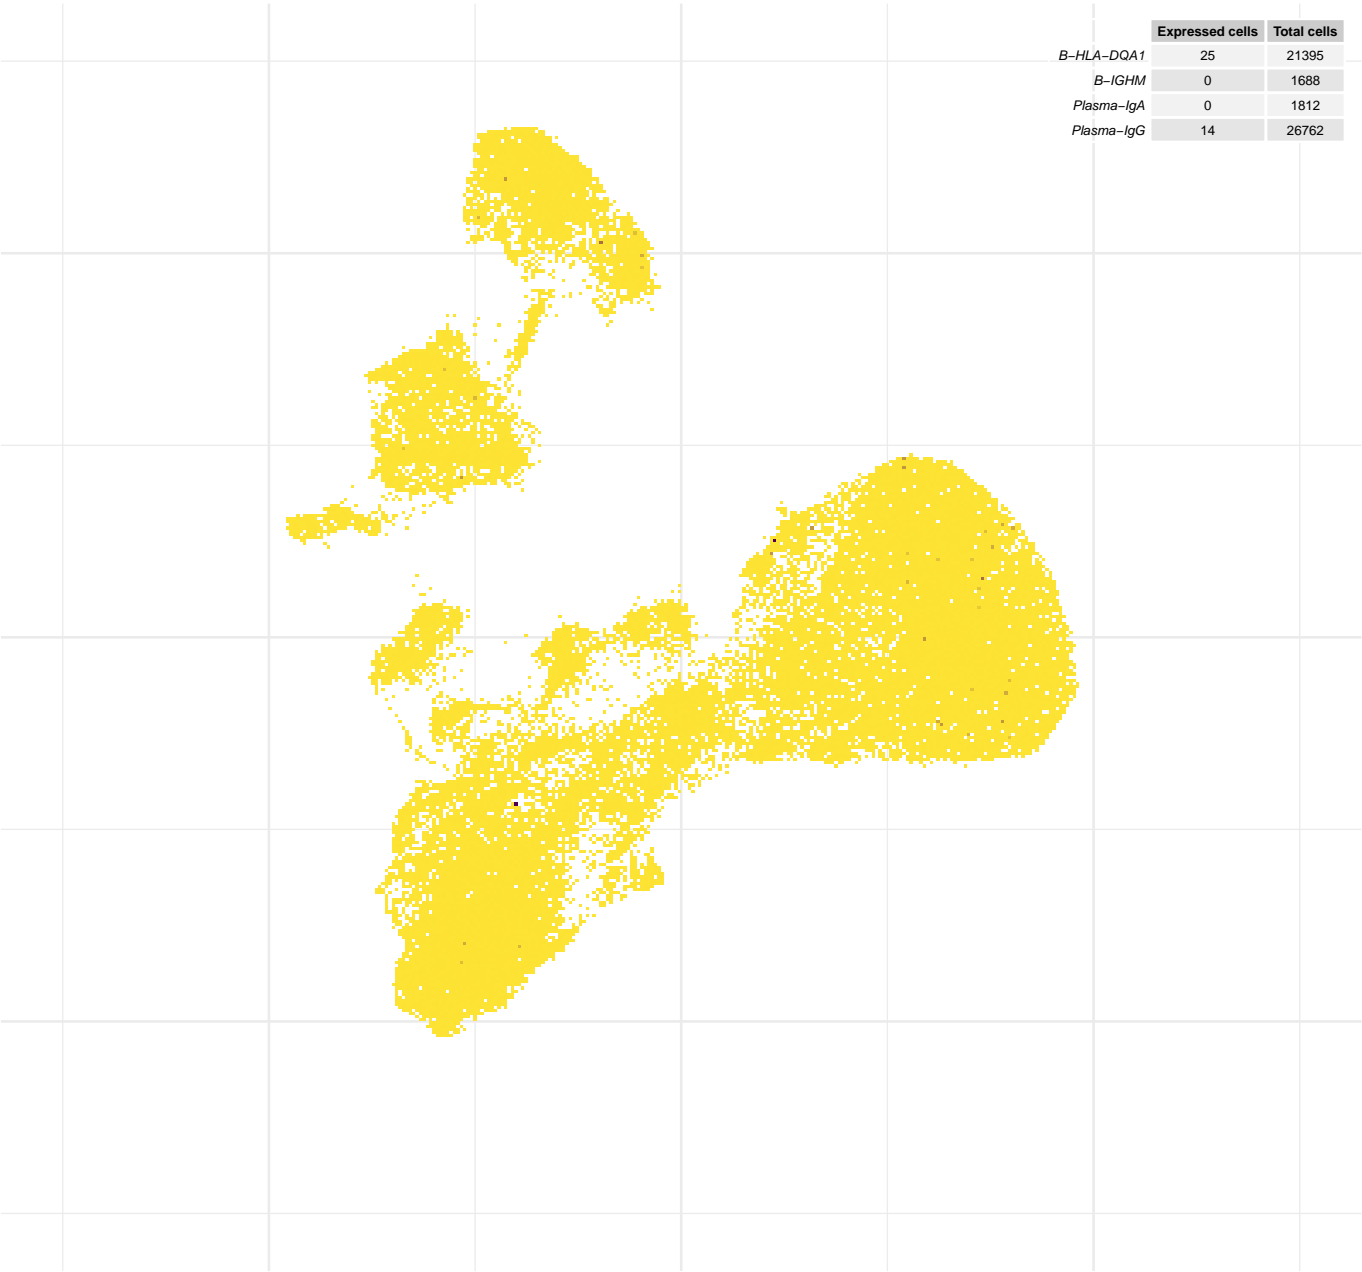 Expressed cells Total cells
B−HLA−DQA1 25 21395
B−IGHM 0 1688
Plasma−IgA 0 1812
Plasma−IgG 14 26762